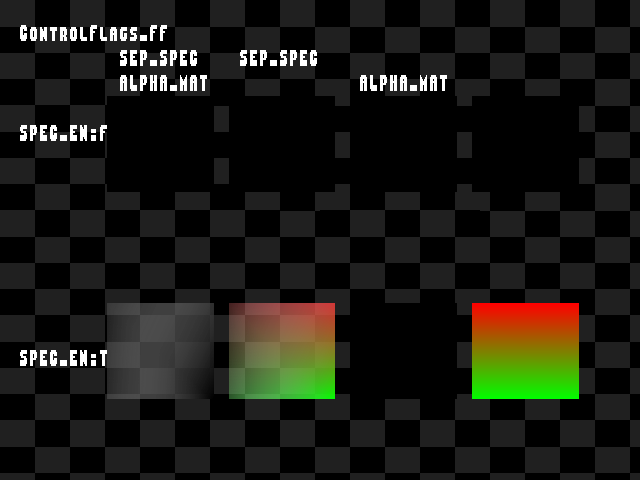 ControlFlags_FF
SEP_SPEC SEP_SPEC
ALPHA_MAT ALPHA_MAT
SPEC_EN:F
SPEC_EN:T